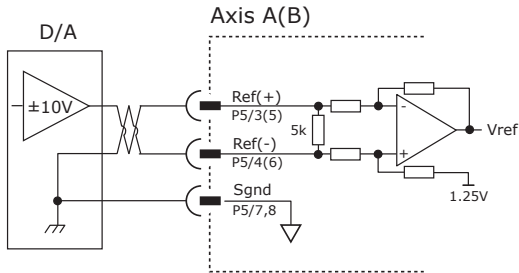 Axis A(B)
D/A
±10V
Ref(+)
P5/3(5)
5k
Ref(-)
P5/4(6)
Sgnd
P5/7,8
-
+
Vref
1.25V